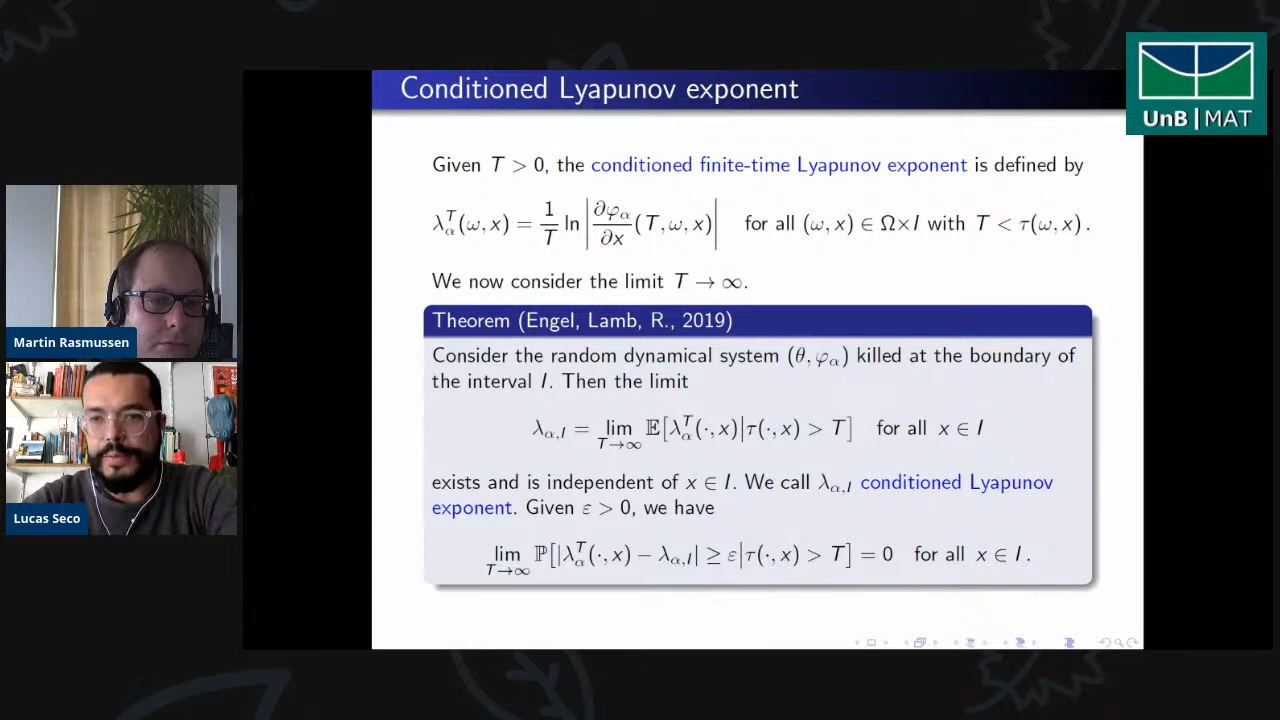 Conditioned Lyapunov exponent
UnB | MAT
Given T > 0, the conditioned finite-time Lyapunov exponent is defined by
λ_α^T(ω, x) = 1/T ln |∂φ_α/∂x (T, ω, x)| for all (ω, x) ∈ Ω×I with T < τ(ω, x) .
We now consider the limit T → ∞.
Theorem (Engel, Lamb, R., 2019)
Consider the random dynamical system (θ, φ_α) killed at the boundary of
the interval I. Then the limit
λ_{α,I} = lim_{T→∞} 𝔼[λ_α^T(·, x)|τ(·, x) > T] for all x ∈ I
exists and is independent of x ∈ I. We call λ_{α,I} conditioned Lyapunov
exponent. Given ε > 0, we have
lim_{T→∞} ℙ[|λ_α^T(·, x) − λ_{α,I}| ≥ ε|τ(·, x) > T] = 0 for all x ∈ I .
Martin Rasmussen
Lucas Seco